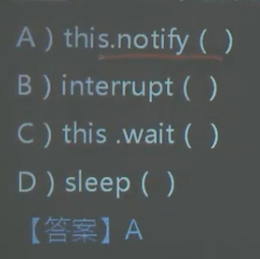 A ) this.notify ( )
B ) interrupt ( )
C ) this .wait ( )
D ) sleep ( )
【答案】A